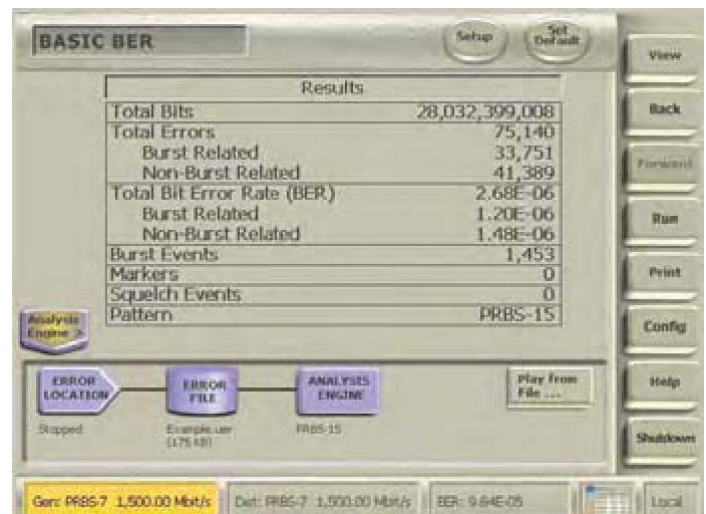 BASIC BER
Setup
Set Default
View
Results
Total Bits 28,032,399,008
Back
Total Errors 75,140
Burst Related 33,751
Non-Burst Related 41,389
Forward
Total Bit Error Rate (BER) 2.68E-06
Burst Related 1.20E-06
Run
Non-Burst Related 1.48E-06
Burst Events 1,453
Markers 0
Print
Squelch Events 0
Pattern PRBS-15
Analysis Engine >
Config
ERROR LOCATION
ERROR FILE
ANALYSIS ENGINE
Play from File ...
Help
Stopped
Example.uer
(175 KB)
PRBS-15
Shutdown
Gen: PRBS-7 1,500.00 Mbit/s
Det: PRBS-7 1,500.00 Mbit/s
BER: 9.84E-05
Local